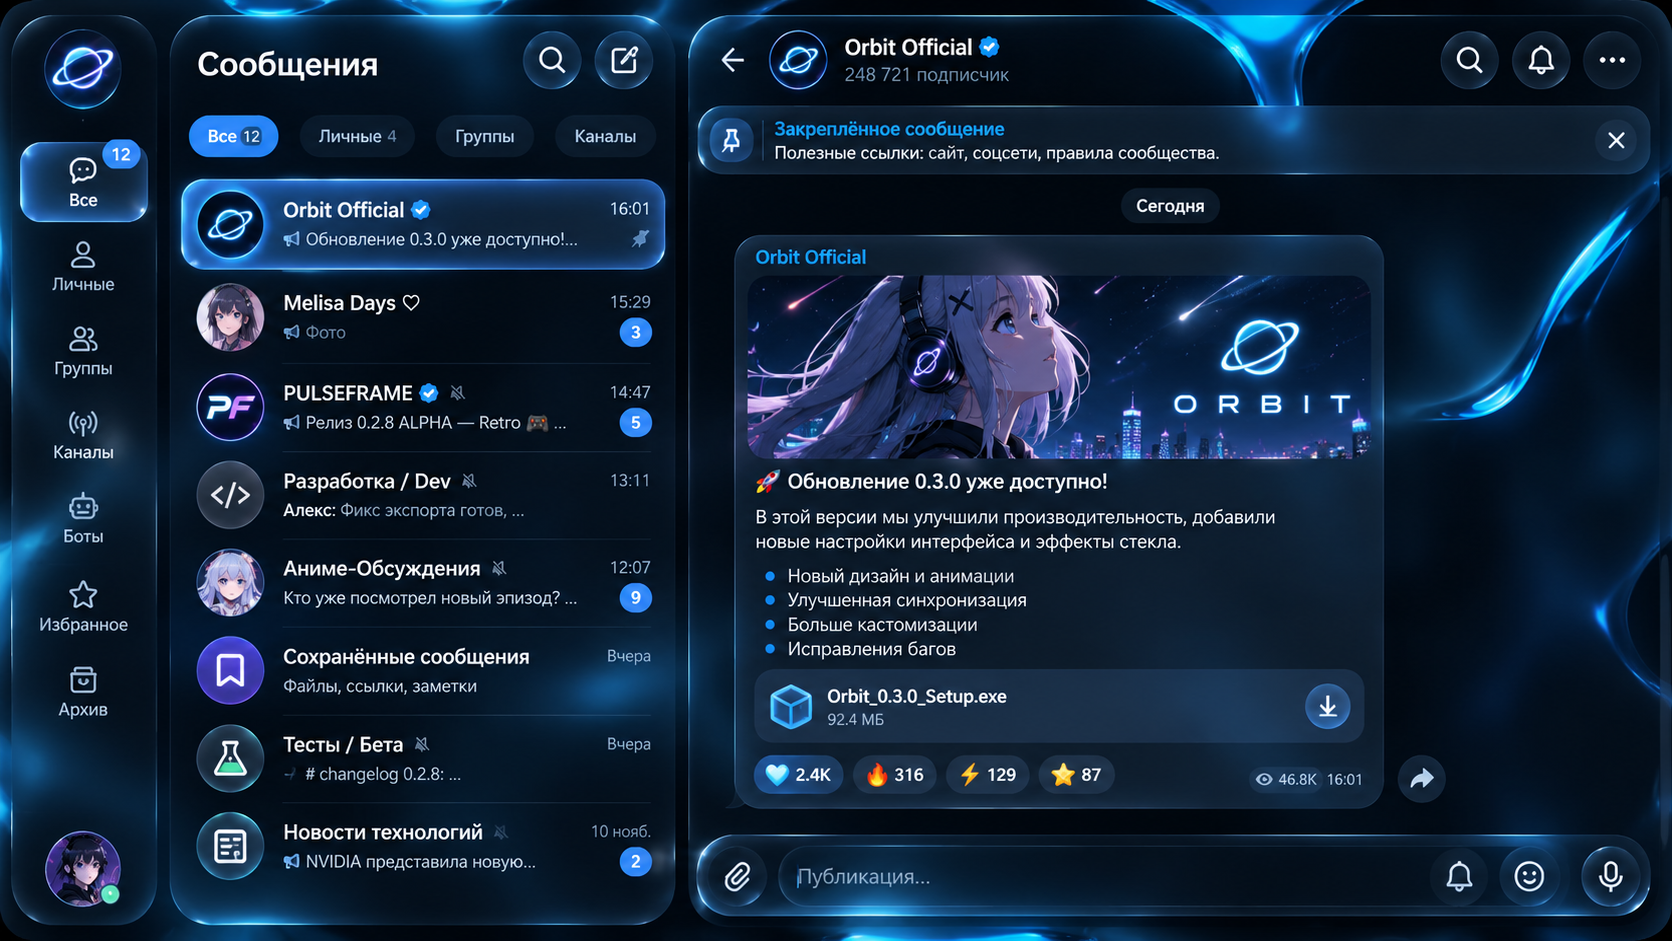 12
Все
Личные
Группы
Каналы
Боты
Избранное
Архив
Сообщения
Все 12
Личные 4
Группы
Каналы
Orbit Official
16:01
Обновление 0.3.0 уже доступно!...
Melisa Days ♡
15:29
Фото
3
PF
PULSEFRAME
14:47
Релиз 0.2.8 ALPHA — Retro 🎮 ...
5
</>
Разработка / Dev
13:11
Алекс: Фикс экспорта готов, ...
Аниме-Обсуждения
12:07
Кто уже посмотрел новый эпизод? ...
9
Сохранённые сообщения
Вчера
Файлы, ссылки, заметки
Тесты / Бета
Вчера
# changelog 0.2.8: ...
Новости технологий
10 нояб.
NVIDIA представила новую...
2
Orbit Official
248 721 подписчик
Закреплённое сообщение
Полезные ссылки: сайт, соцсети, правила сообщества.
Сегодня
Orbit Official
ORBIT
🚀 Обновление 0.3.0 уже доступно!
В этой версии мы улучшили производительность, добавили
новые настройки интерфейса и эффекты стекла.
Новый дизайн и анимации
Улучшенная синхронизация
Больше кастомизации
Исправления багов
Orbit_0.3.0_Setup.exe
92.4 МБ
2.4K
316
129
87
46.8K 16:01
Публикация...